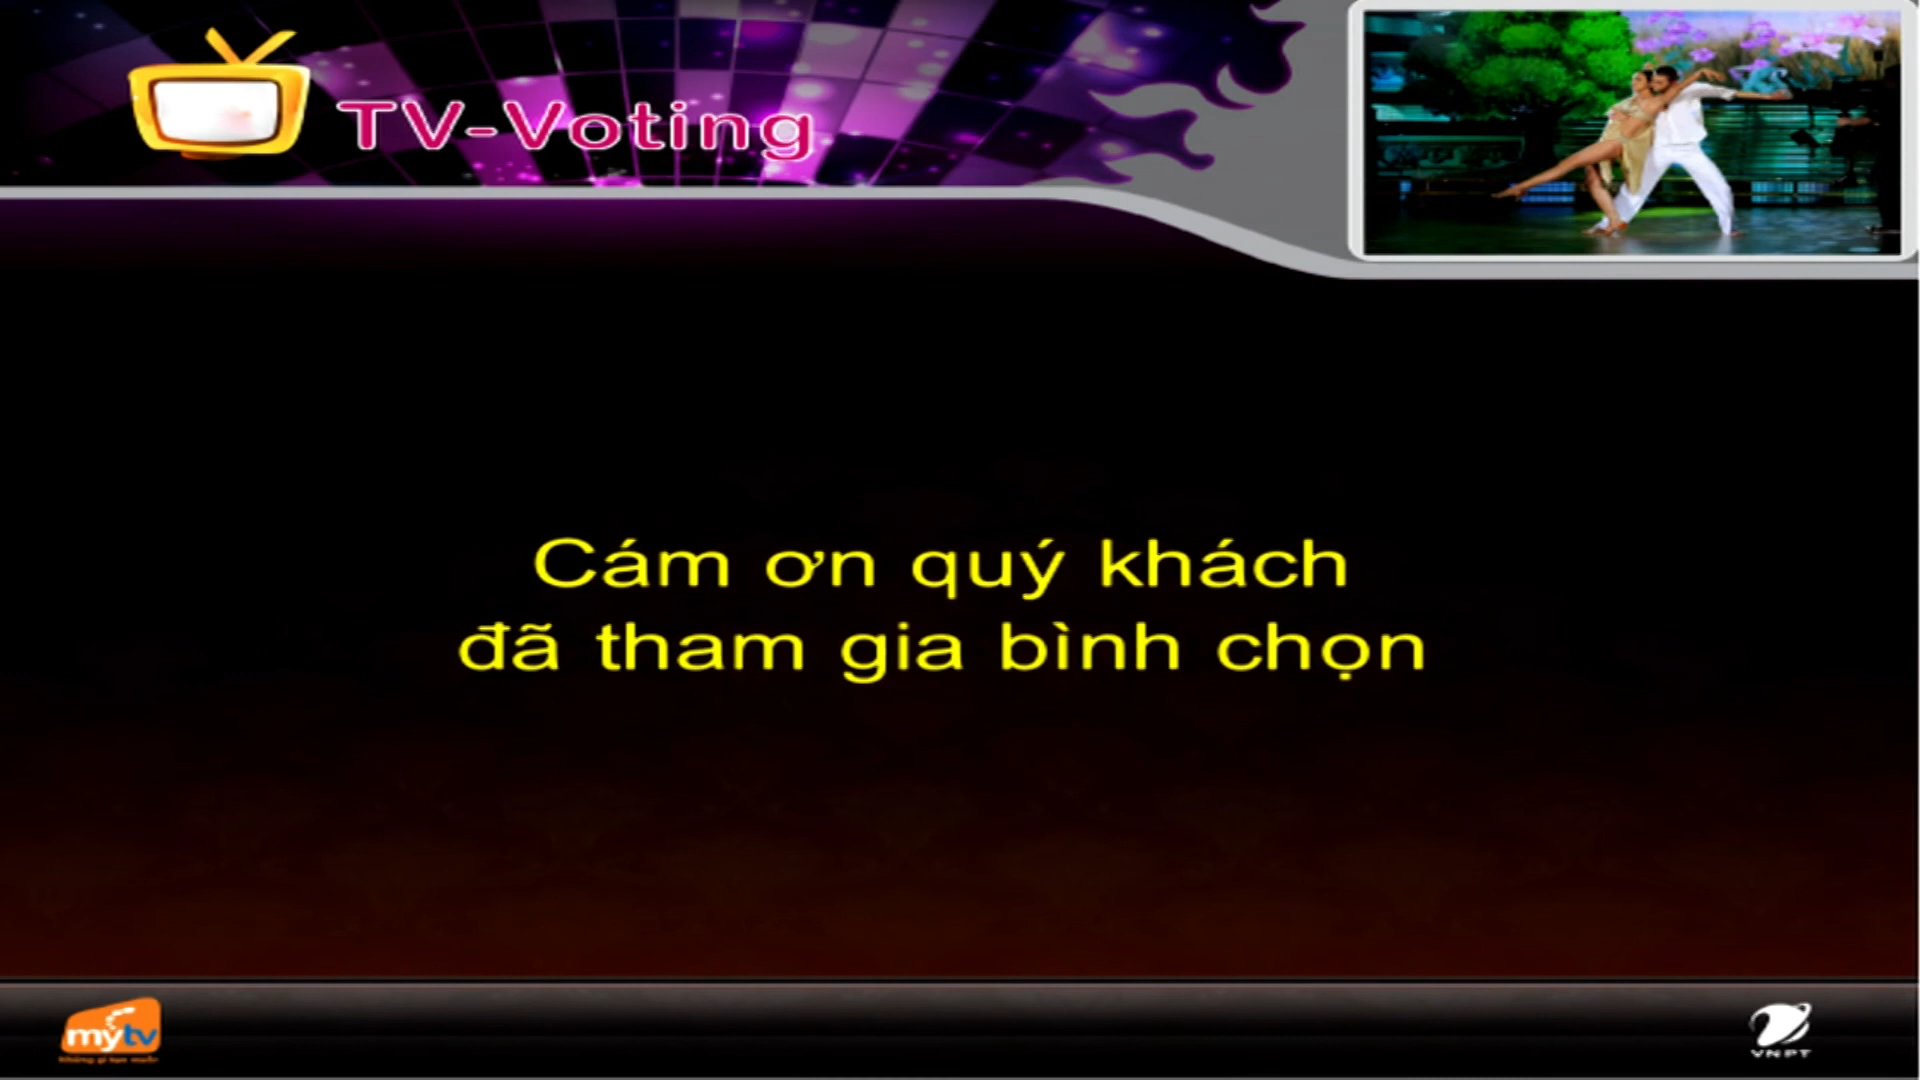 TV-Voting
Cám ơn quý khách
đã tham gia bình chọn
mytv
VNPT